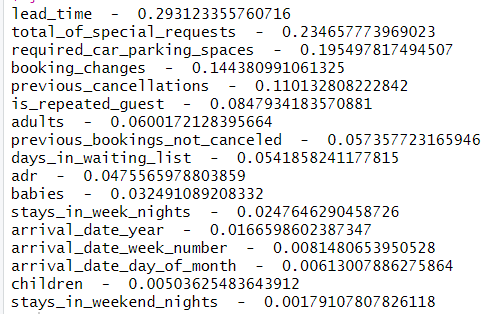 lead_time - 0.293123355760716
total_of_special_requests - 0.234657773969023
required_car_parking_spaces - 0.195497817494507
booking_changes - 0.144380991061325
previous_cancellations - 0.110132808222842
is_repeated_guest - 0.0847934183570881
adults - 0.0600172128395664
previous_bookings_not_canceled - 0.057357723165946
days_in_waiting_list - 0.0541858241177815
adr - 0.0475565978803859
babies - 0.032491089208332
stays_in_week_nights - 0.0247646290458726
arrival_date_year - 0.0166598602387347
arrival_date_week_number - 0.0081480653950528
arrival_date_day_of_month - 0.00613007886275864
children - 0.00503625483643912
stays_in_weekend_nights - 0.00179107807826118